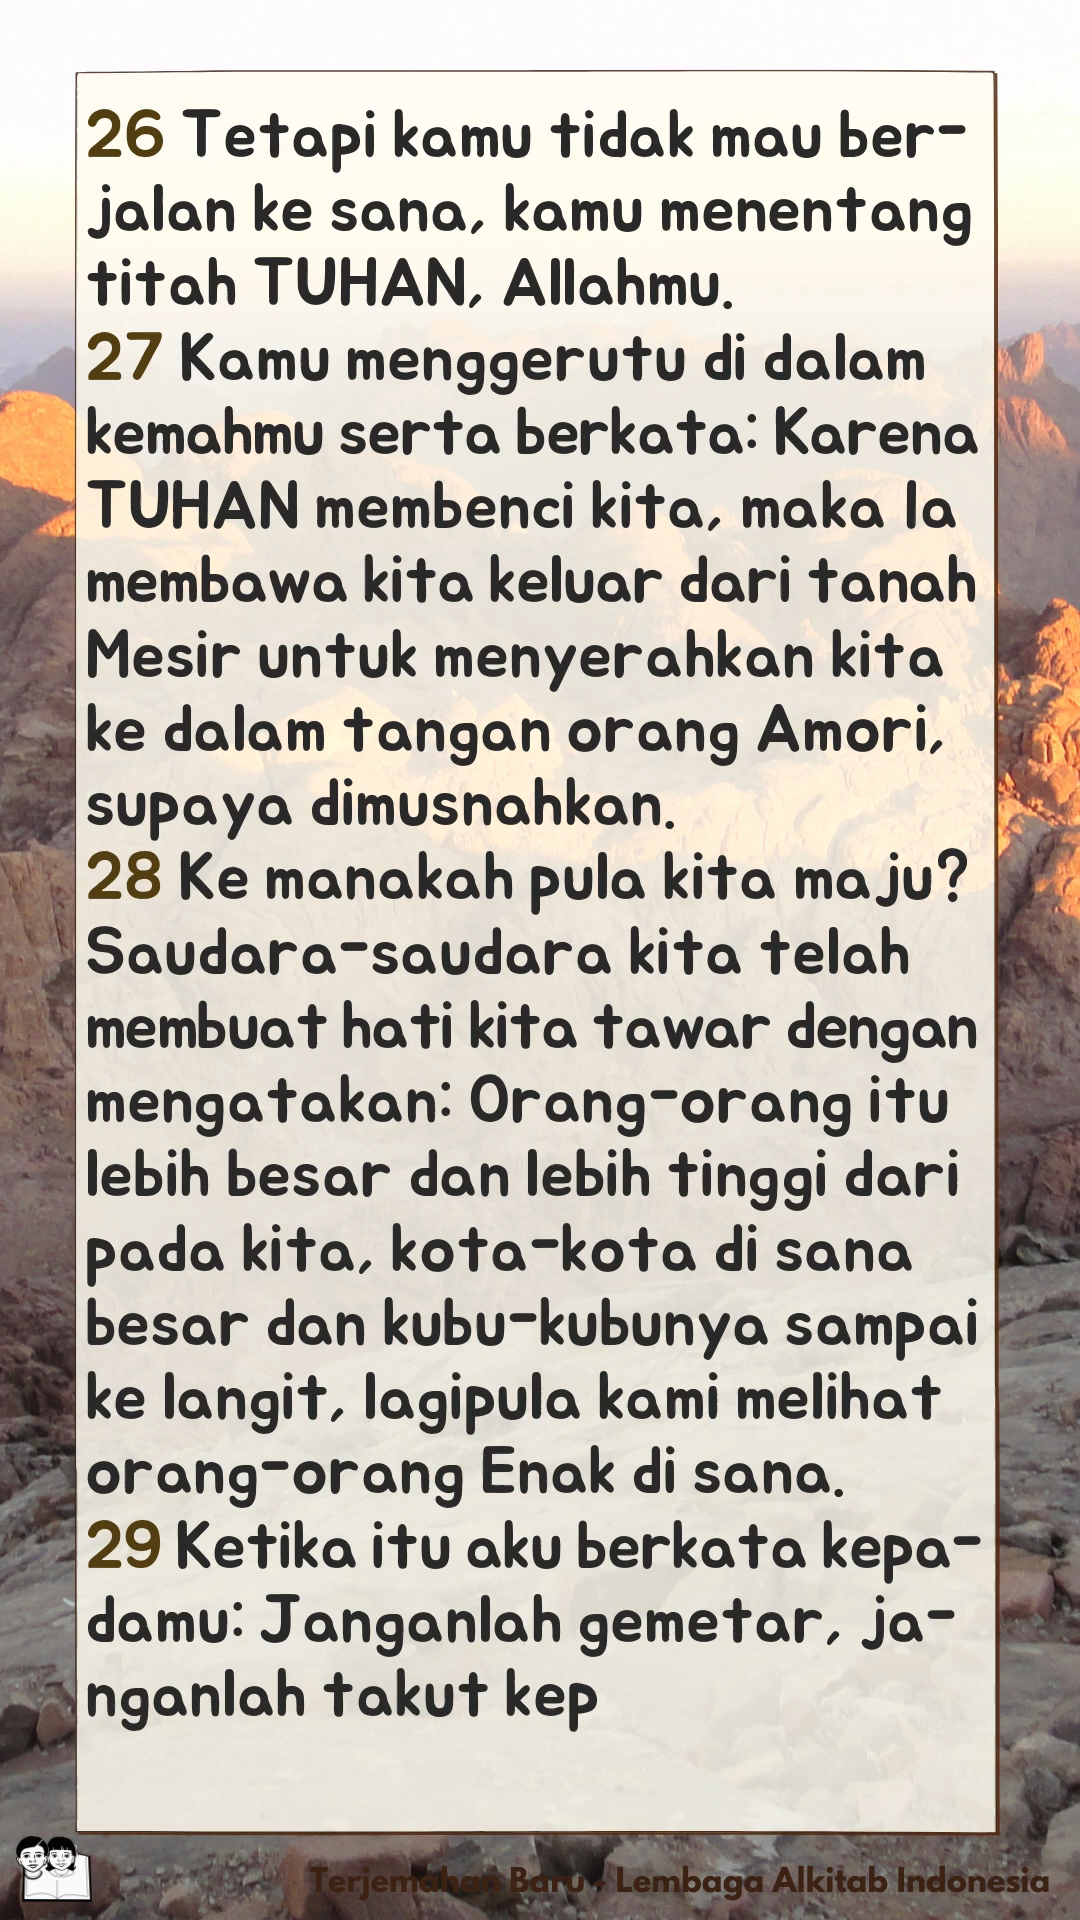 26 Tetapi kamu tidak mau ber-
jalan ke sana, kamu menentang
titah TUHAN, Allahmu.
27 Kamu menggerutu di dalam
kemahmu serta berkata: Karena
TUHAN membenci kita, maka Ia
membawa kita keluar dari tanah
Mesir untuk menyerahkan kita
ke dalam tangan orang Amori,
supaya dimusnahkan.
28 Ke manakah pula kita maju?
Saudara-saudara kita telah
membuat hati kita tawar dengan
mengatakan: Orang-orang itu
lebih besar dan lebih tinggi dari
pada kita, kota-kota di sana
besar dan kubu-kubunya sampai
ke langit, lagipula kami melihat
orang-orang Enak di sana.
29 Ketika itu aku berkata kepa-
damu: Janganlah gemetar, ja-
nganlah takut kep
Terjemahan Baru - Lembaga Alkitab Indonesia